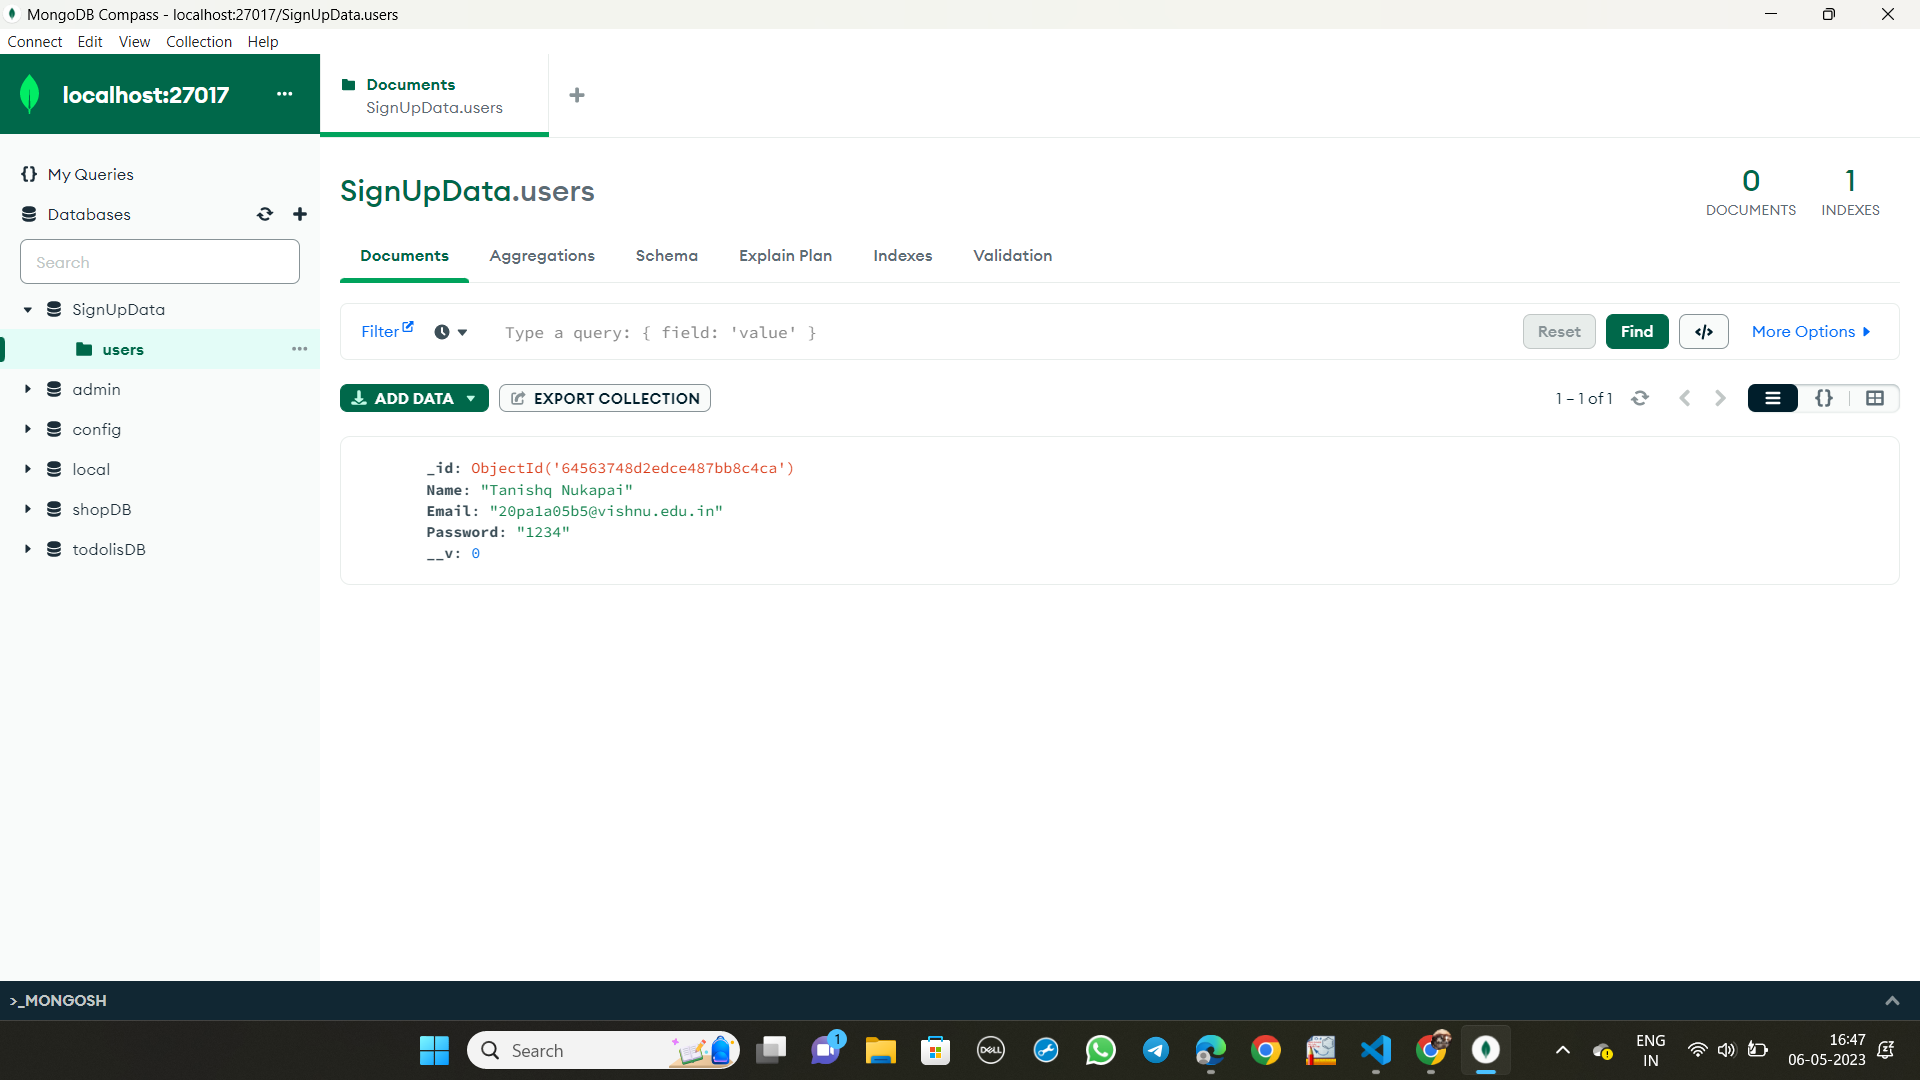 MongoDB Compass - localhost:27017/SignUpData.users
Connect Edit View Collection Help
localhost:27017 ...
Documents
SignUpData.users
{} My Queries
Databases
Search
SignUpData
users
admin
config
local
shopDB
todolisDB
SignUpData.users
0
DOCUMENTS
1
INDEXES
Documents Aggregations Schema Explain Plan Indexes Validation
Filter Type a query: { field: 'value' } Reset Find </> More Options
ADD DATA EXPORT COLLECTION 1 – 1 of 1 {}
_id: ObjectId('64563748d2edce487bb8c4ca')
Name: "Tanishq Nukapai"
Email: "20pa1a05b5@vishnu.edu.in"
Password: "1234"
__v: 0
>_MONGOSH
Search
1
DELL
ENG
IN
16:47
06-05-2023